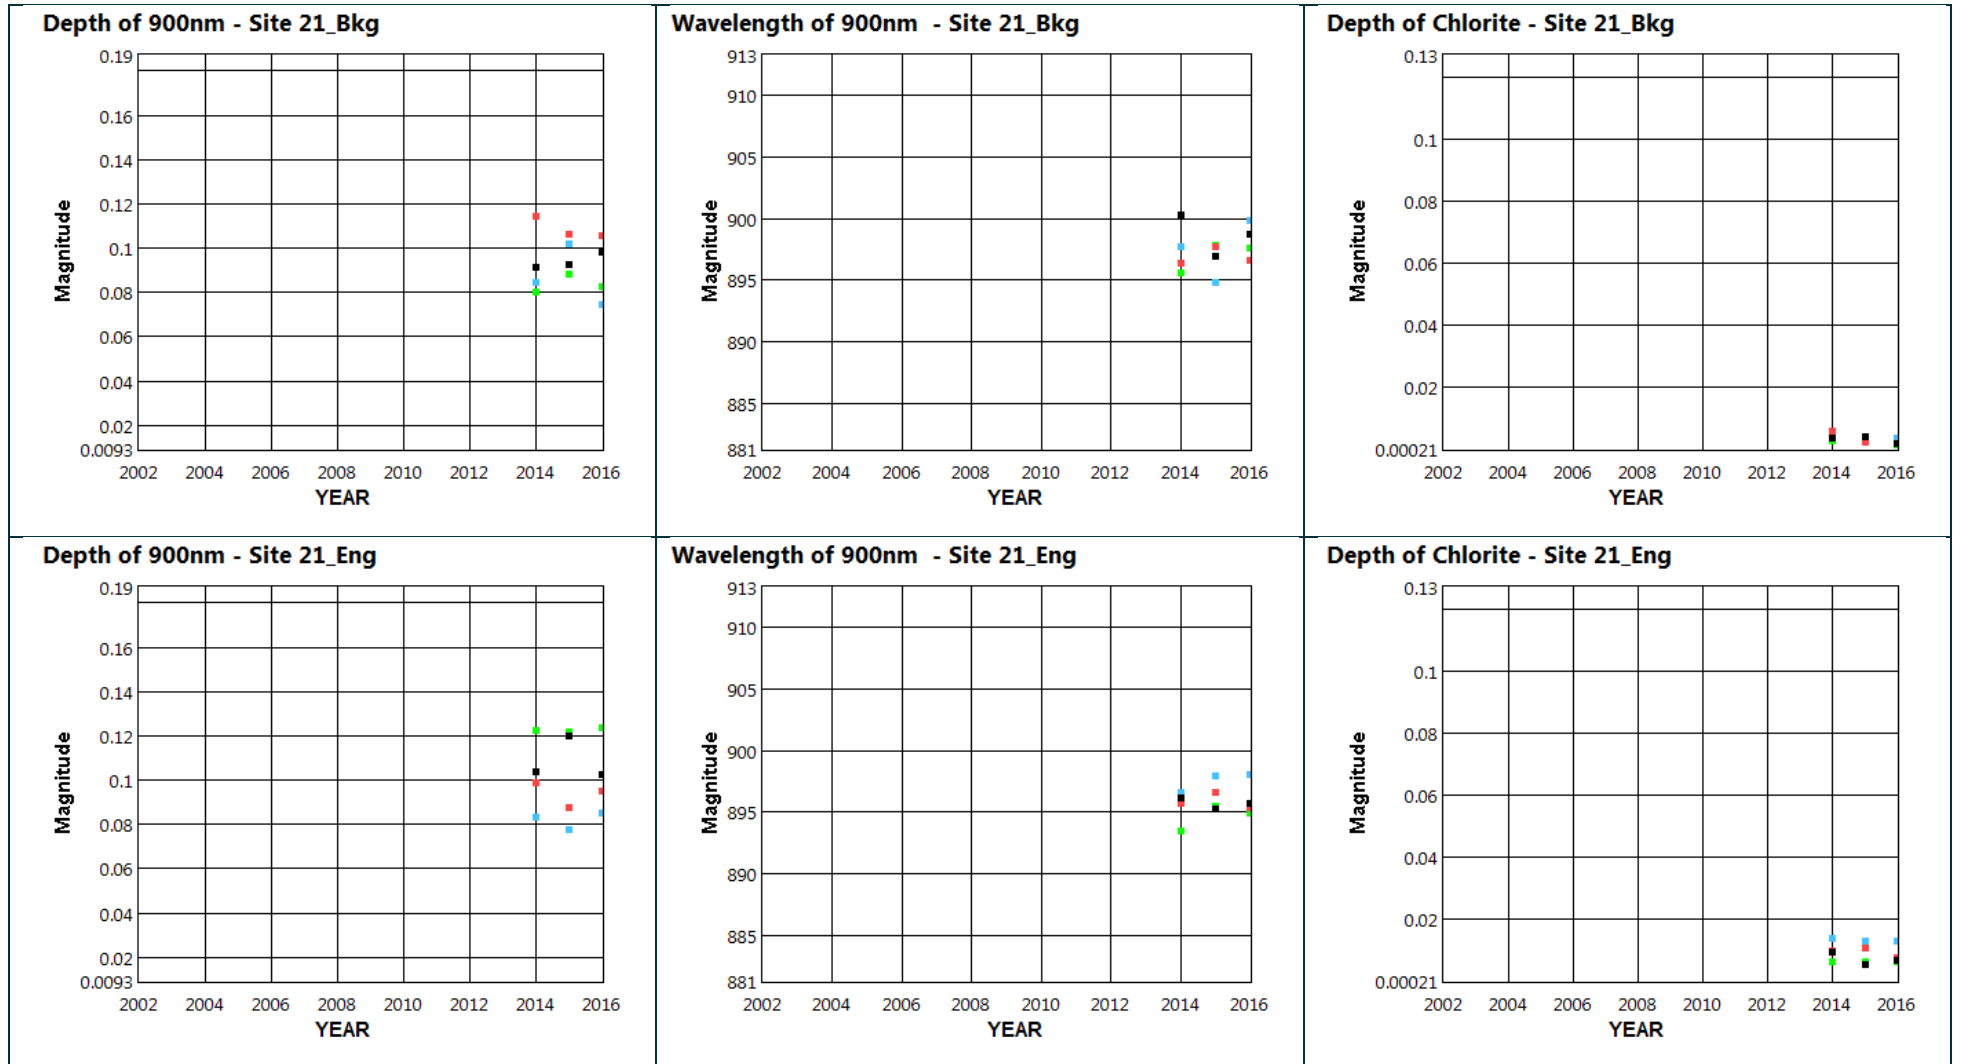 Depth of 900nm - Site 21_Bkg
0.19
0.16
0.14
0.12
0.1
0.08
0.06
0.04
0.02
0.0093
Magnitude
2002 2004 2006 2008 2010 2012 2014 2016
YEAR
Wavelength of 900nm - Site 21_Bkg
913
910
905
900
895
890
885
881
Magnitude
2002 2004 2006 2008 2010 2012 2014 2016
YEAR
Depth of Chlorite - Site 21_Bkg
0.13
0.1
0.08
0.06
0.04
0.02
0.00021
Magnitude
2002 2004 2006 2008 2010 2012 2014 2016
YEAR
Depth of 900nm - Site 21_Eng
0.19
0.16
0.14
0.12
0.1
0.08
0.06
0.04
0.02
0.0093
Magnitude
2002 2004 2006 2008 2010 2012 2014 2016
YEAR
Wavelength of 900nm - Site 21_Eng
913
910
905
900
895
890
885
881
Magnitude
2002 2004 2006 2008 2010 2012 2014 2016
YEAR
Depth of Chlorite - Site 21_Eng
0.13
0.1
0.08
0.06
0.04
0.02
0.00021
Magnitude
2002 2004 2006 2008 2010 2012 2014 2016
YEAR